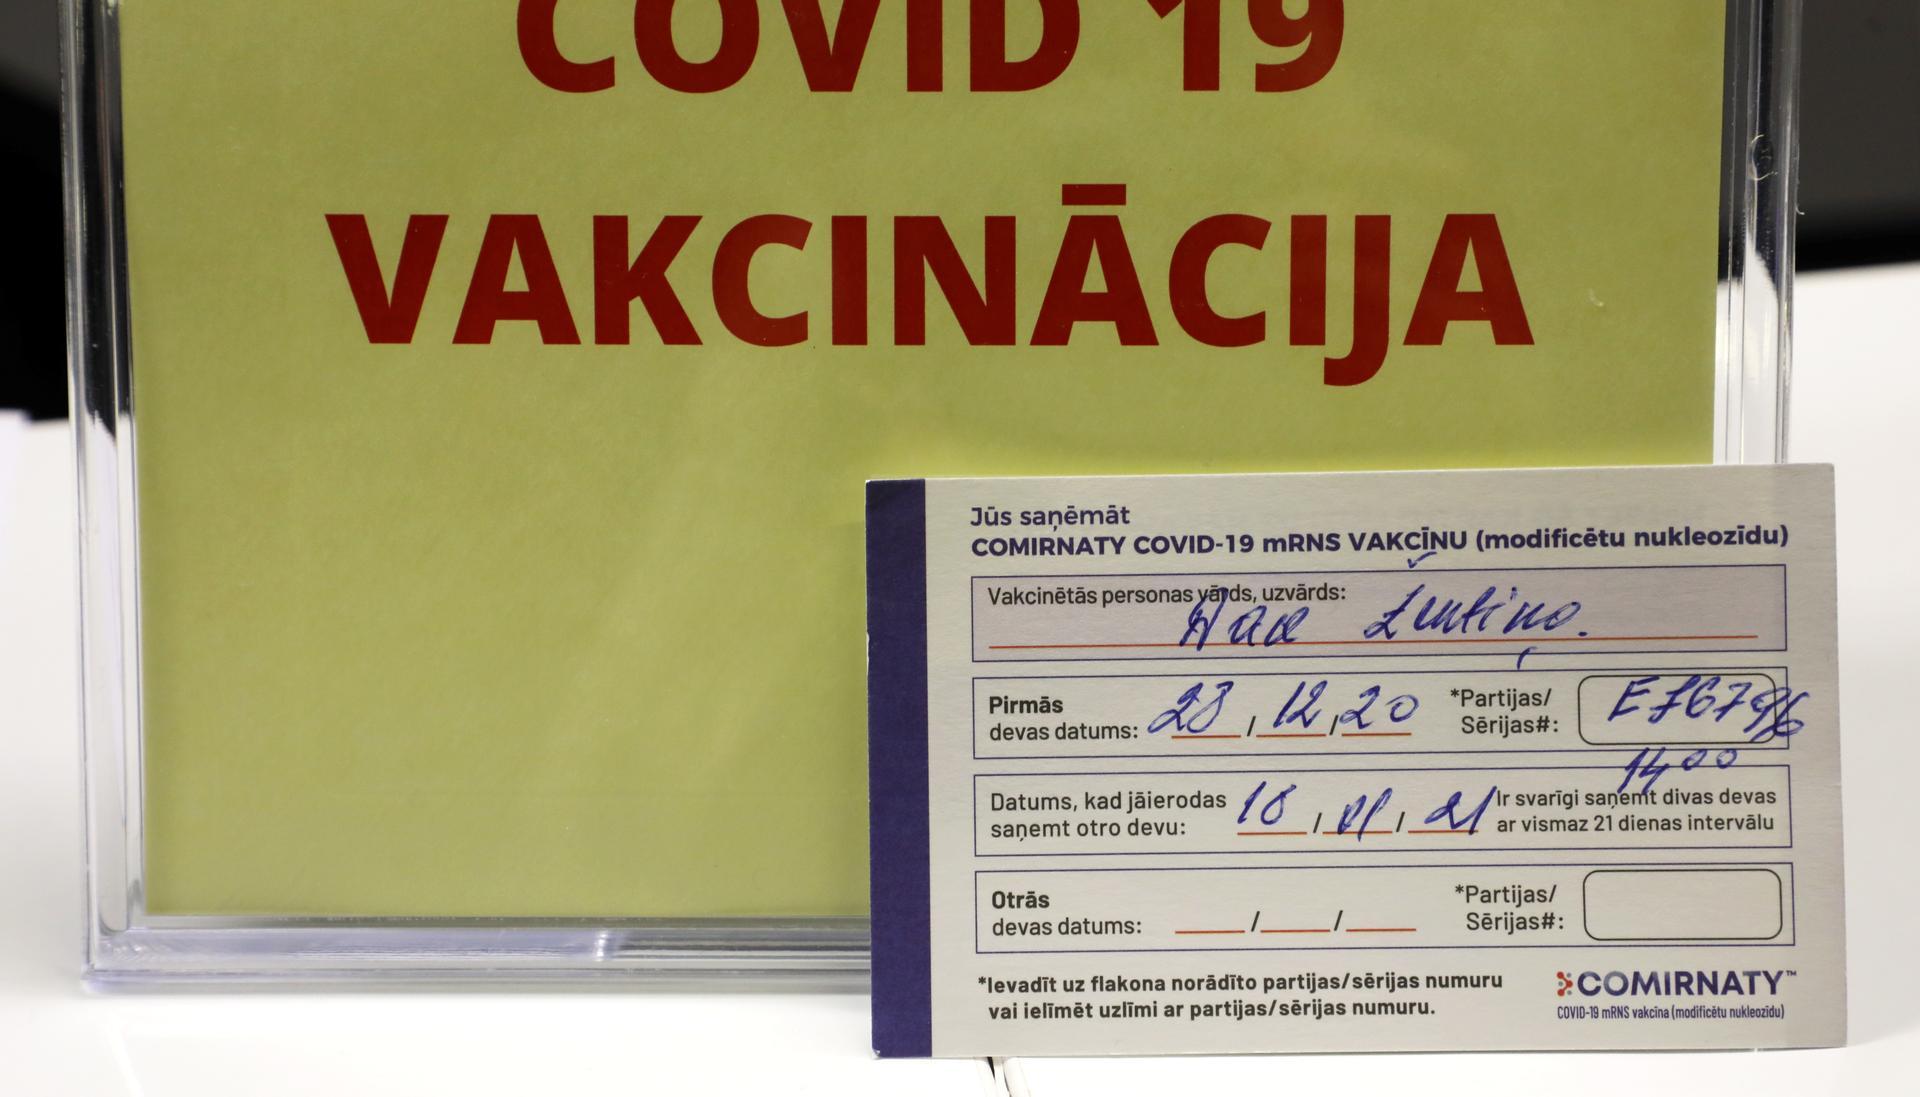 COVID 19
VAKCINĀCIJA
Jūs saņēmāt
COMIRNATY COVID-19 mRNS VAKCĪNU (modificētu nukleozīdu)
Vakcinētās personas vārds, uzvārds:
Pirmās
devas datums: 28 / 12 / 20
*Partijas/
Sērijas#: EJ6796
14 00
Datums, kad jāierodas
saņemt otro devu: 18 / 01 / 21
Ir svarīgi saņemt divas devas
ar vismaz 21 dienas intervālu
Otrās
devas datums: / /
*Partijas/
Sērijas#:
*Ievadīt uz flakona norādīto partijas/sērijas numuru
vai ielīmēt uzlīmi ar partijas/sērijas numuru.
COMIRNATY™
COVID-19 mRNS vakcīna (modificētu nukleozīdu)